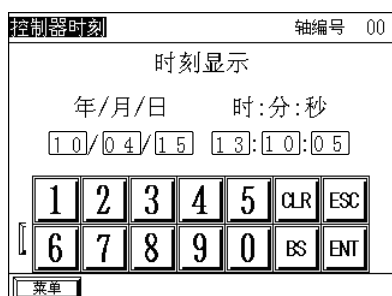 控制器时刻 轴编号 00
时刻显示
年/月/日 时:分:秒
10/04/15 13:10:05
1 2 3 4 5 CLR ESC
6 7 8 9 0 BS ENT
菜单